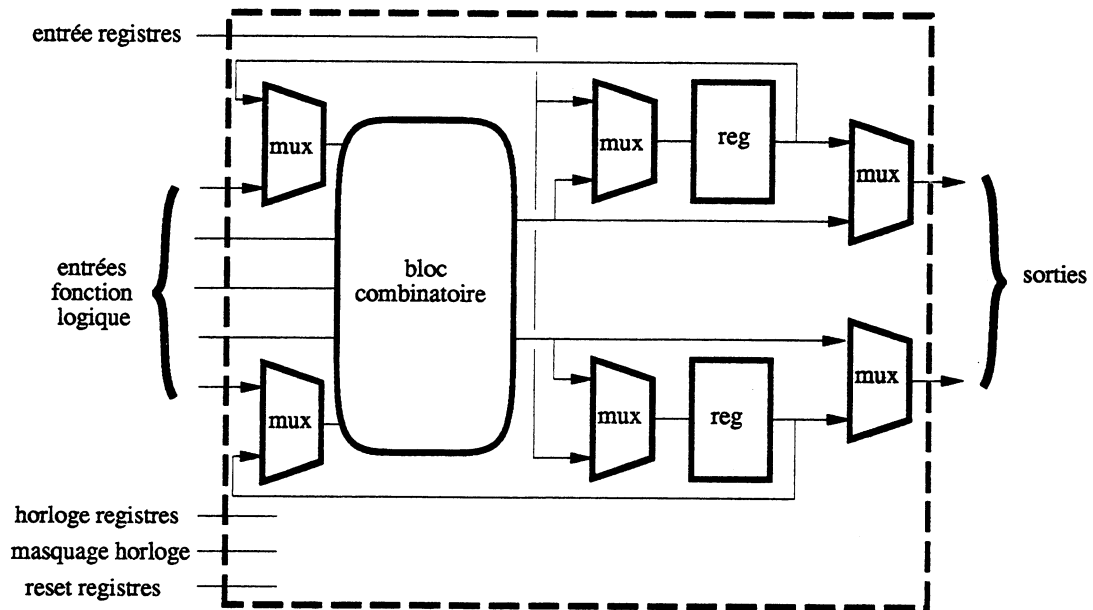 entrée registres
mux
mux
reg
mux
entrées
fonction
logique
bloc
combinatoire
sorties
mux
mux
reg
mux
horloge registres
masquage horloge
reset registres